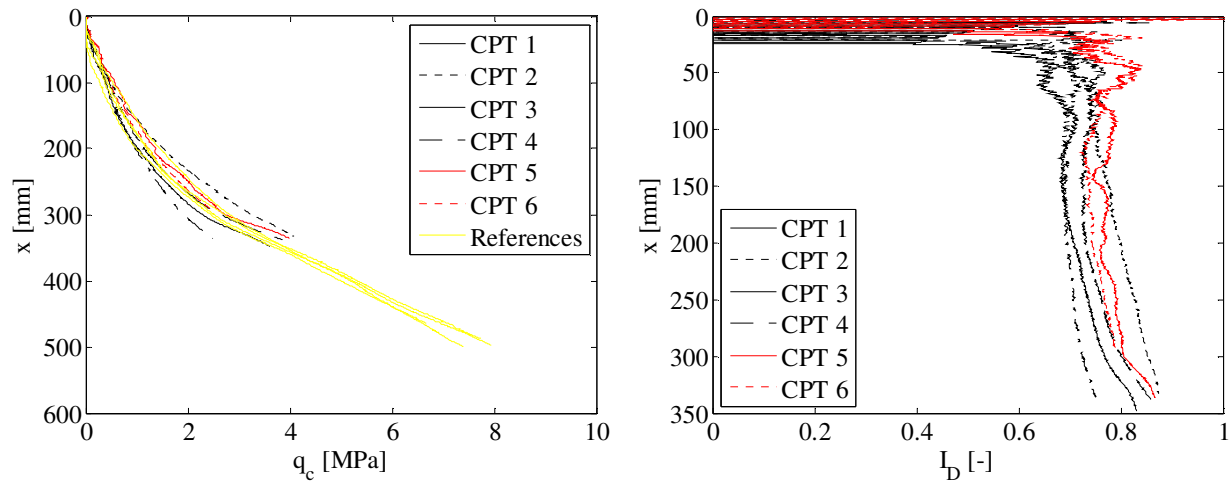 0
100
200
300
400
500
600
x [mm]
0 2 4 6 8 10
q_c [MPa]
CPT 1
CPT 2
CPT 3
CPT 4
CPT 5
CPT 6
References
0
50
100
150
200
250
300
350
x [mm]
0 0.2 0.4 0.6 0.8 1
I_D [-]
CPT 1
CPT 2
CPT 3
CPT 4
CPT 5
CPT 6